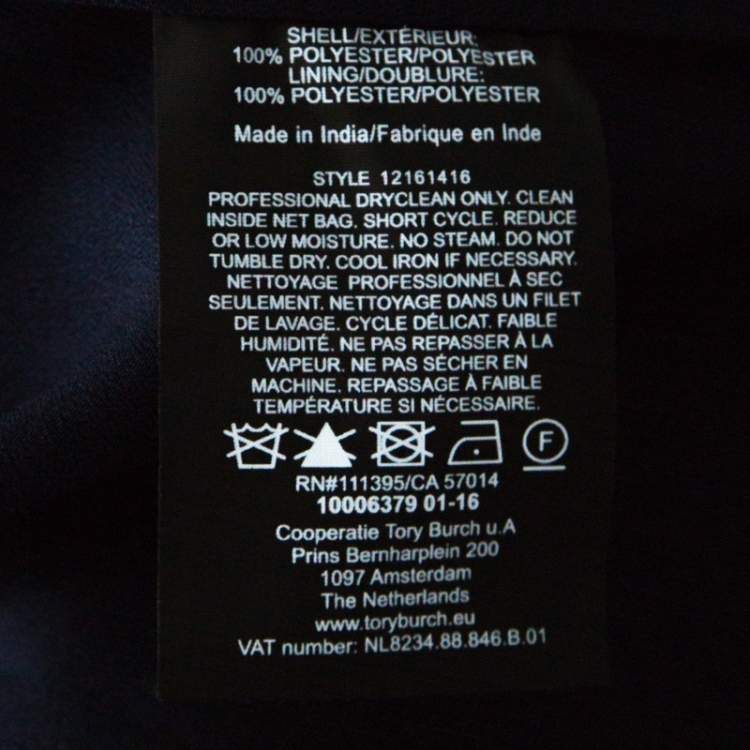 SHELL/EXTÉRIEUR:
100% POLYESTER/POLYESTER
LINING/DOUBLURE:
100% POLYESTER/POLYESTER
Made in India/Fabrique en Inde
STYLE 12161416
PROFESSIONAL DRYCLEAN ONLY. CLEAN
INSIDE NET BAG. SHORT CYCLE. REDUCE
OR LOW MOISTURE. NO STEAM. DO NOT
TUMBLE DRY. COOL IRON IF NECESSARY.
NETTOYAGE PROFESSIONNEL À SEC
SEULEMENT. NETTOYAGE DANS UN FILET
DE LAVAGE. CYCLE DÉLICAT. FAIBLE
HUMIDITÉ. NE PAS REPASSER À LA
VAPEUR. NE PAS SÉCHER EN
MACHINE. REPASSAGE À FAIBLE
TEMPÉRATURE SI NÉCESSAIRE.
F
RN#111395/CA 57014
10006379 01-16
Cooperatie Tory Burch u.A
Prins Bernharplein 200
1097 Amsterdam
The Netherlands
www.toryburch.eu
VAT number: NL8234.88.846.B.01